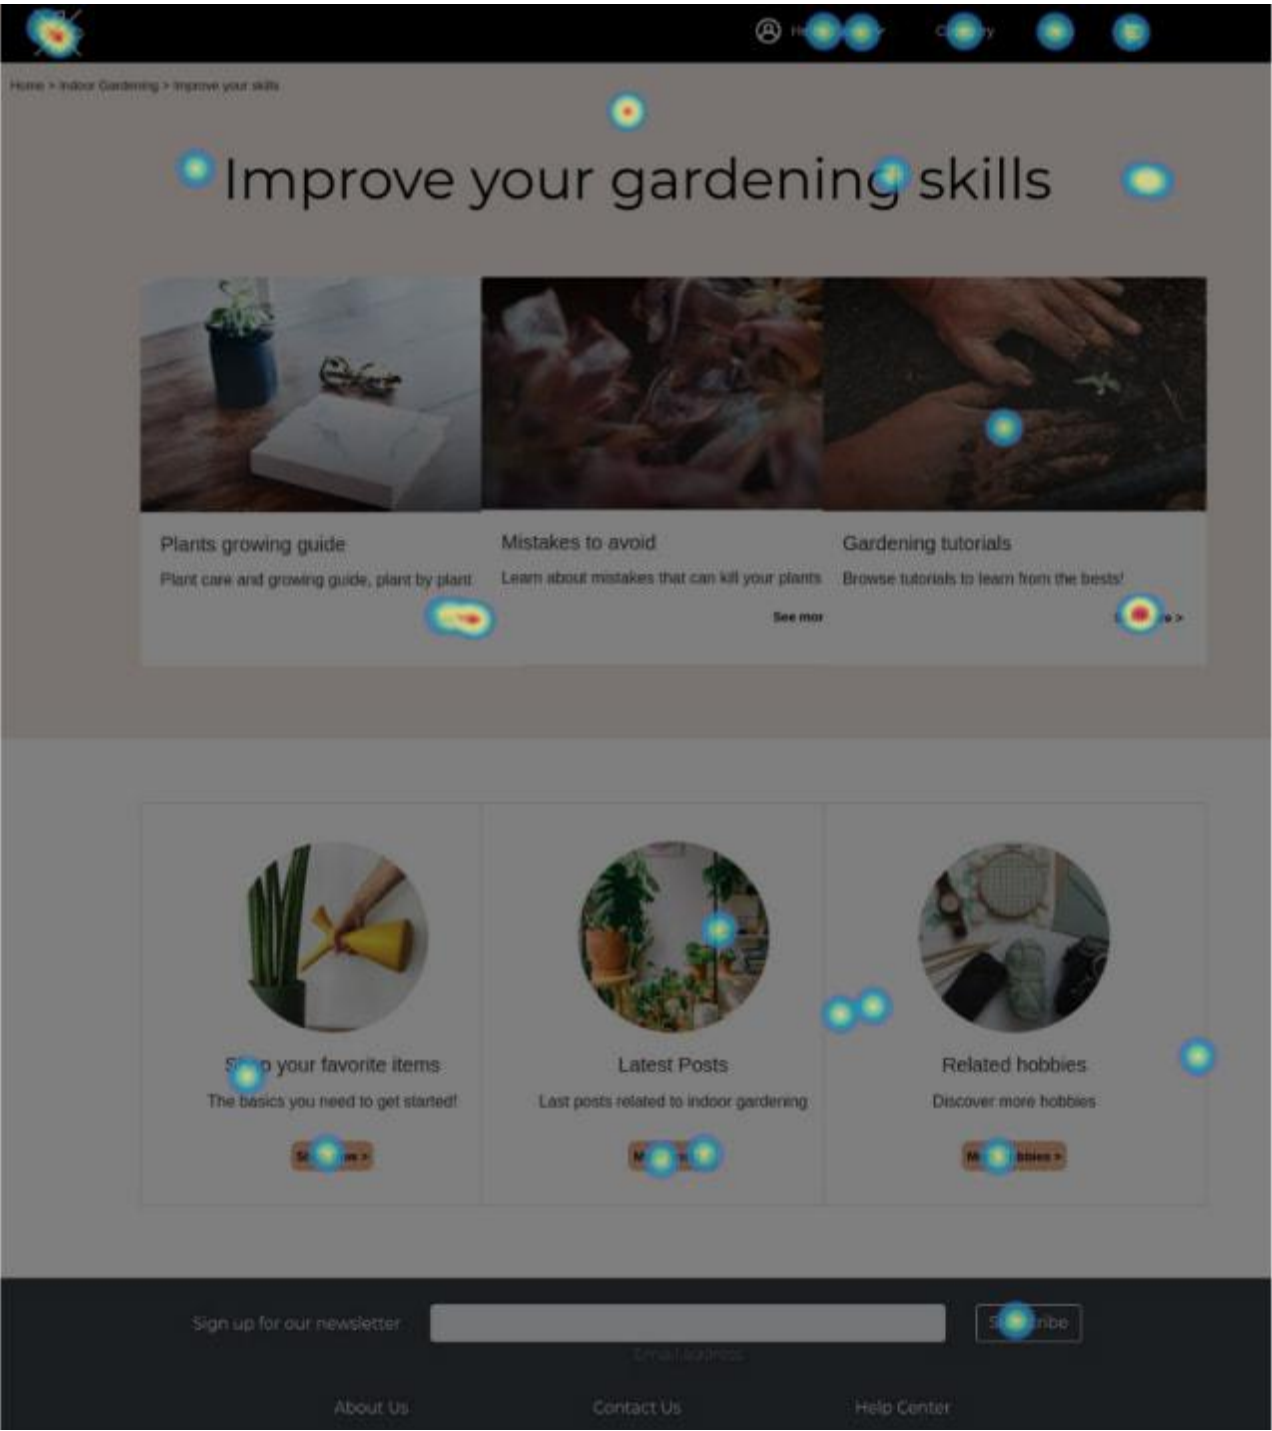 Home > Indoor Gardening > Improve your skills
Improve your gardening skills
Plants growing guide
Mistakes to avoid
Gardening tutorials
Plant care and growing guide, plant by plant
Learn about mistakes that can kill your plants
Browse tutorials to learn from the bests!
See mor
Shop your favorite items
Latest Posts
Related hobbies
The basics you need to get started!
Last posts related to indoor gardening
Discover more hobbies
Sign up for our newsletter
Subscribe
Email address
About Us
Contact Us
Help Center